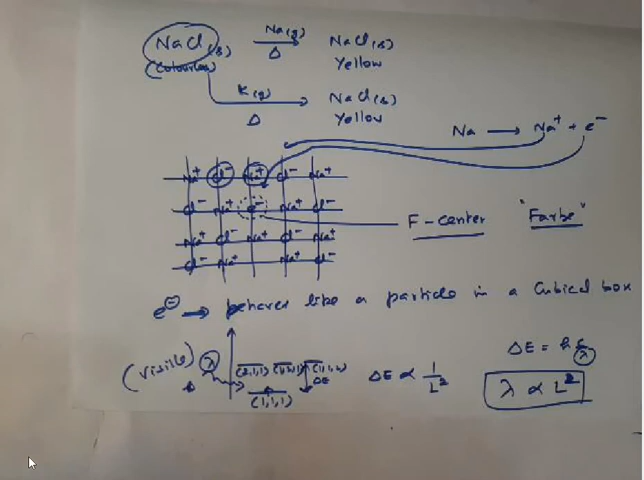 NaCl(s) Na(g) NaCl(s)
(Colourless) Δ Yellow
K(g) NaCl(s)
Δ Yellow
Na → Na⁺ + e⁻
Na⁺ Cl⁻ Na⁺ Cl⁻ Na⁺
Cl⁻ Na⁺ e⁻ Na⁺ Cl⁻
F-center "Farbe"
Na⁺ Cl⁻ Na⁺ Cl⁻ Na⁺
Cl⁻ Na⁺ Cl⁻ Na⁺ Cl⁻
e⊖ → behaves like a particle in a Cubical box
(Visible) λ (2,1,1) (1,2,1) (1,1,2) ΔE ΔE ∝ 1/L² ΔE = h c/λ
(1,1,1) λ ∝ L²